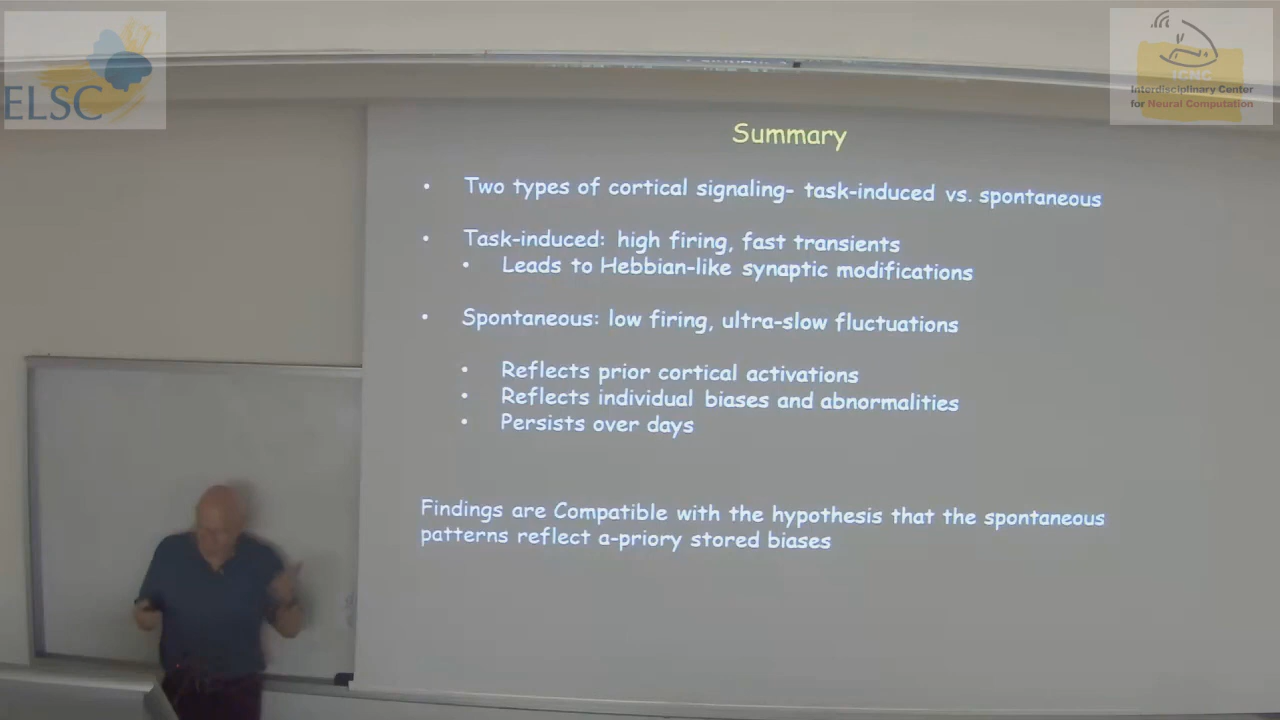 ELSC
ICNC
Interdisciplinary Center
for Neural Computation
Summary
• Two types of cortical signaling- task-induced vs. spontaneous
• Task-induced: high firing, fast transients
• Leads to Hebbian-like synaptic modifications
• Spontaneous: low firing, ultra-slow fluctuations
• Reflects prior cortical activations
• Reflects individual biases and abnormalities
• Persists over days
Findings are Compatible with the hypothesis that the spontaneous
patterns reflect a-priory stored biases